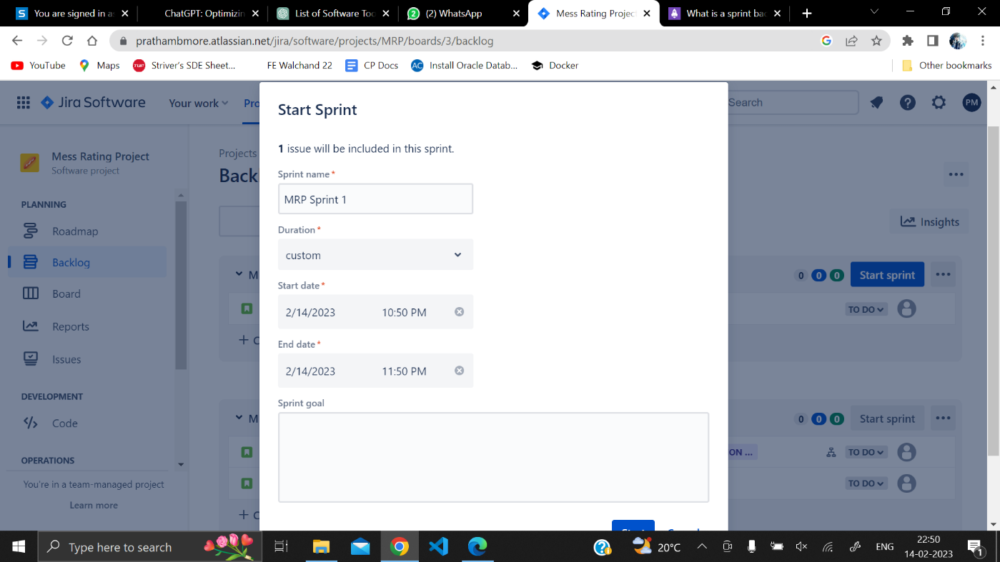 You are signed in as
ChatGPT: Optimizin
List of Software Too
(2) WhatsApp
Mess Rating Project
What is a sprint ba
prathambmore.atlassian.net/jira/software/projects/MRP/boards/3/backlog
YouTube
Maps
Striver's SDE Sheet...
FE Walchand 22
CP Docs
Install Oracle Datab...
Docker
Other bookmarks
Jira Software
Your work
Pro
Search
PM
Mess Rating Project
Software project
PLANNING
Roadmap
Backlog
Board
Reports
Issues
DEVELOPMENT
Code
OPERATIONS
You're in a team-managed project
Learn more
Projects
Back
Insights
M
0 0 0
Start sprint
TO DO
+ C
M
0 0 0
Start sprint
ON ...
TO DO
TO DO
+ C
Start Sprint
1 issue will be included in this sprint.
Sprint name*
MRP Sprint 1
Duration*
custom
Start date*
2/14/2023 10:50 PM
End date*
2/14/2023 11:50 PM
Sprint goal
Start
Cancel
Type here to search
20°C
ENG
22:50
14-02-2023
1